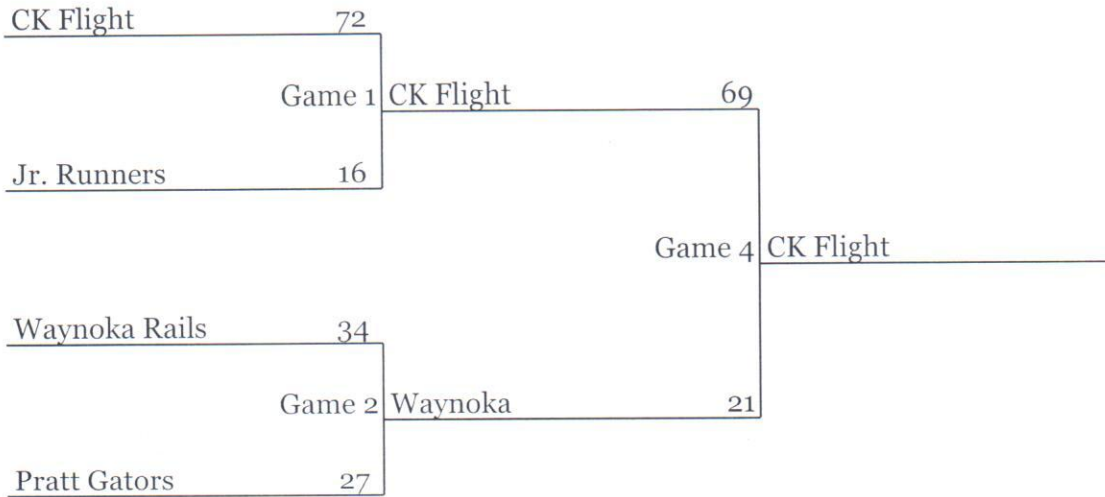 CK Flight 72
Game 1 CK Flight 69
Jr. Runners 16
Game 4 CK Flight
Waynoka Rails 34
Game 2 Waynoka 21
Pratt Gators 27